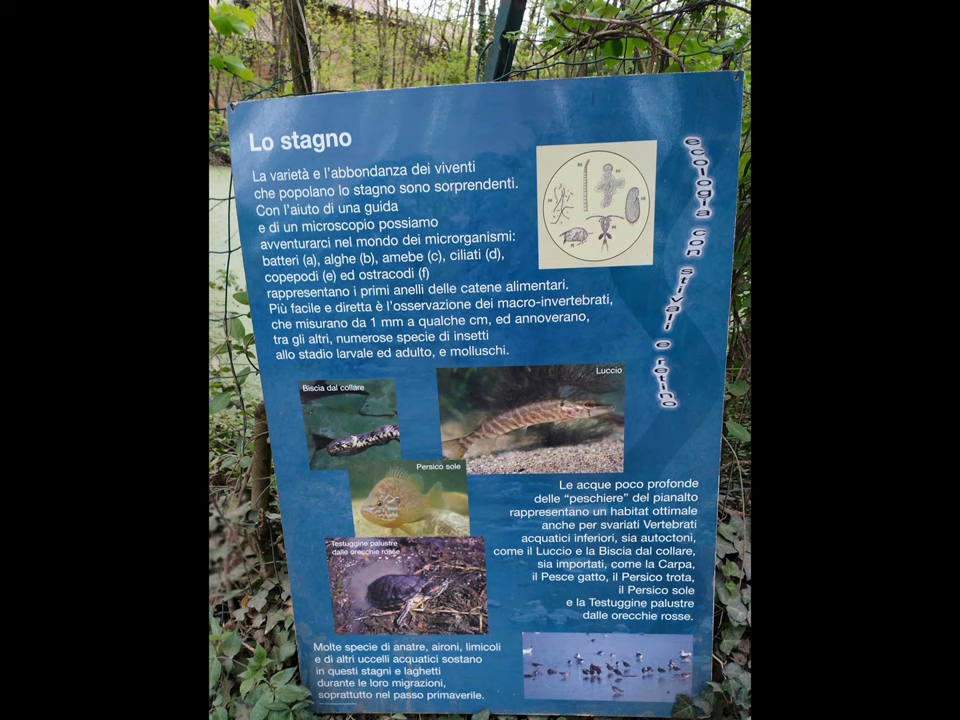 Lo stagno
La varietà e l'abbondanza dei viventi
che popolano lo stagno sono sorprendenti.
Con l'aiuto di una guida
e di un microscopio possiamo
avventurarci nel mondo dei microrganismi:
batteri (a), alghe (b), amebe (c), ciliati (d),
copepodi (e) ed ostracodi (f)
rappresentano i primi anelli delle catene alimentari.
Più facile e diretta è l'osservazione dei macro-invertebrati,
che misurano da 1 mm a qualche cm, ed annoverano,
tra gli altri, numerose specie di insetti
allo stadio larvale ed adulto, e molluschi.
ecologia con stivali e retino
Biscia dal collare
Luccio
Persico sole
Testuggine palustre
dalle orecchie rosse
Le acque poco profonde
delle "peschiere" del pianalto
rappresentano un habitat ottimale
anche per svariati Vertebrati
acquatici inferiori, sia autoctoni,
come il Luccio e la Biscia dal collare,
sia importati, come la Carpa,
il Pesce gatto, il Persico trota,
il Persico sole
e la Testuggine palustre
dalle orecchie rosse.
Molte specie di anatre, aironi, limicoli
e di altri uccelli acquatici sostano
in questi stagni e laghetti
durante le loro migrazioni,
soprattutto nel passo primaverile.